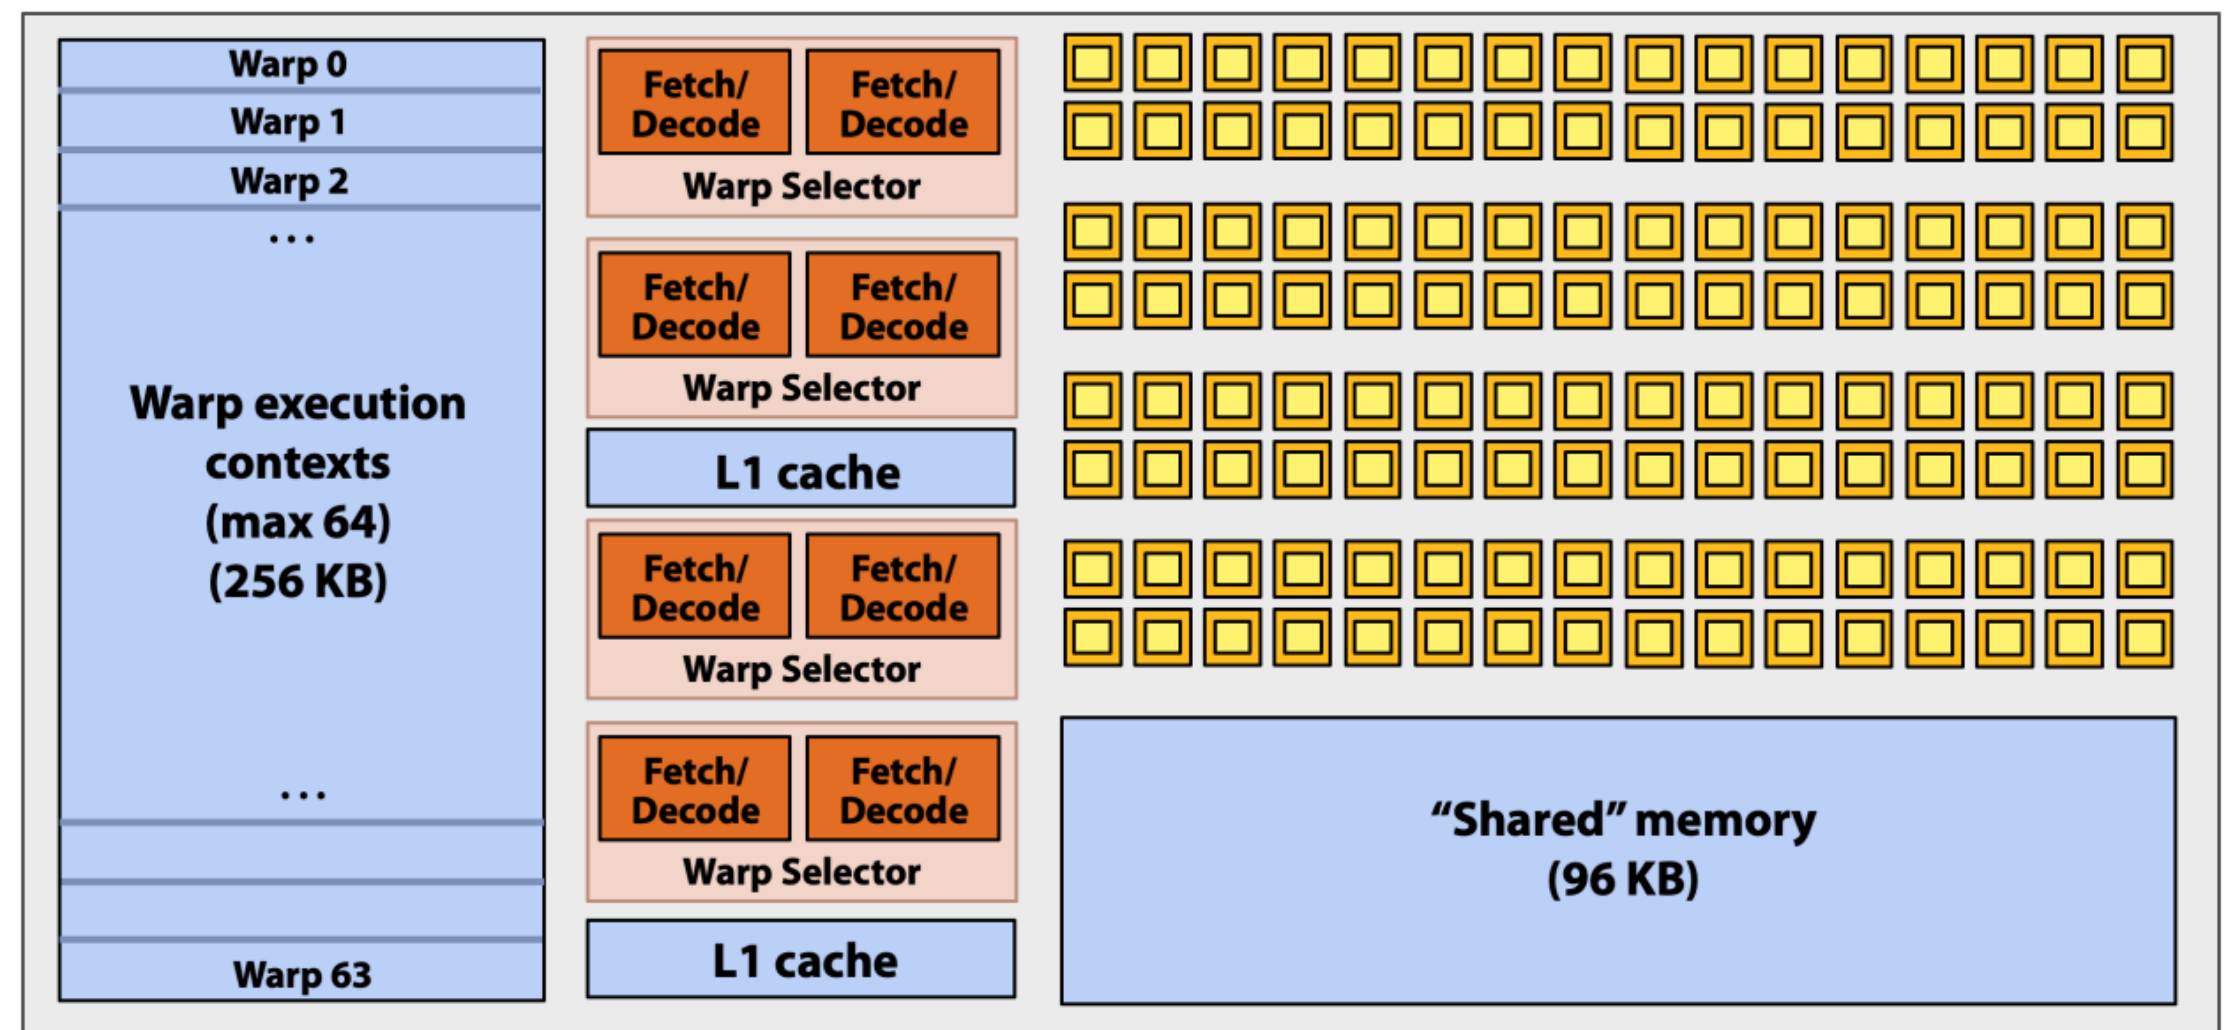 Warp 0
Warp 1
Warp 2
...
Warp execution
contexts
(max 64)
(256 KB)
...
Warp 63
Fetch/
Decode
Fetch/
Decode
Warp Selector
Fetch/
Decode
Fetch/
Decode
Warp Selector
L1 cache
Fetch/
Decode
Fetch/
Decode
Warp Selector
Fetch/
Decode
Fetch/
Decode
Warp Selector
L1 cache
“Shared” memory
(96 KB)